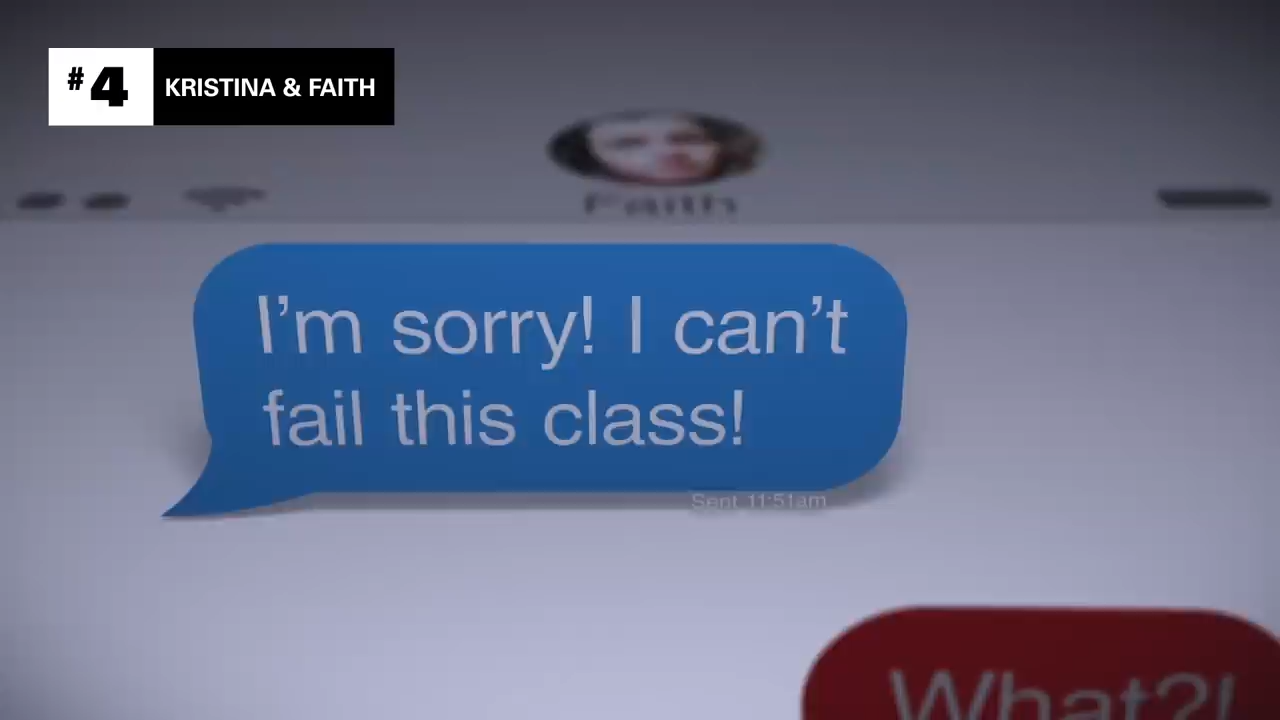 #4 KRISTINA & FAITH
Faith
I’m sorry! I can’t
fail this class!
Sent 11:51am
What?!